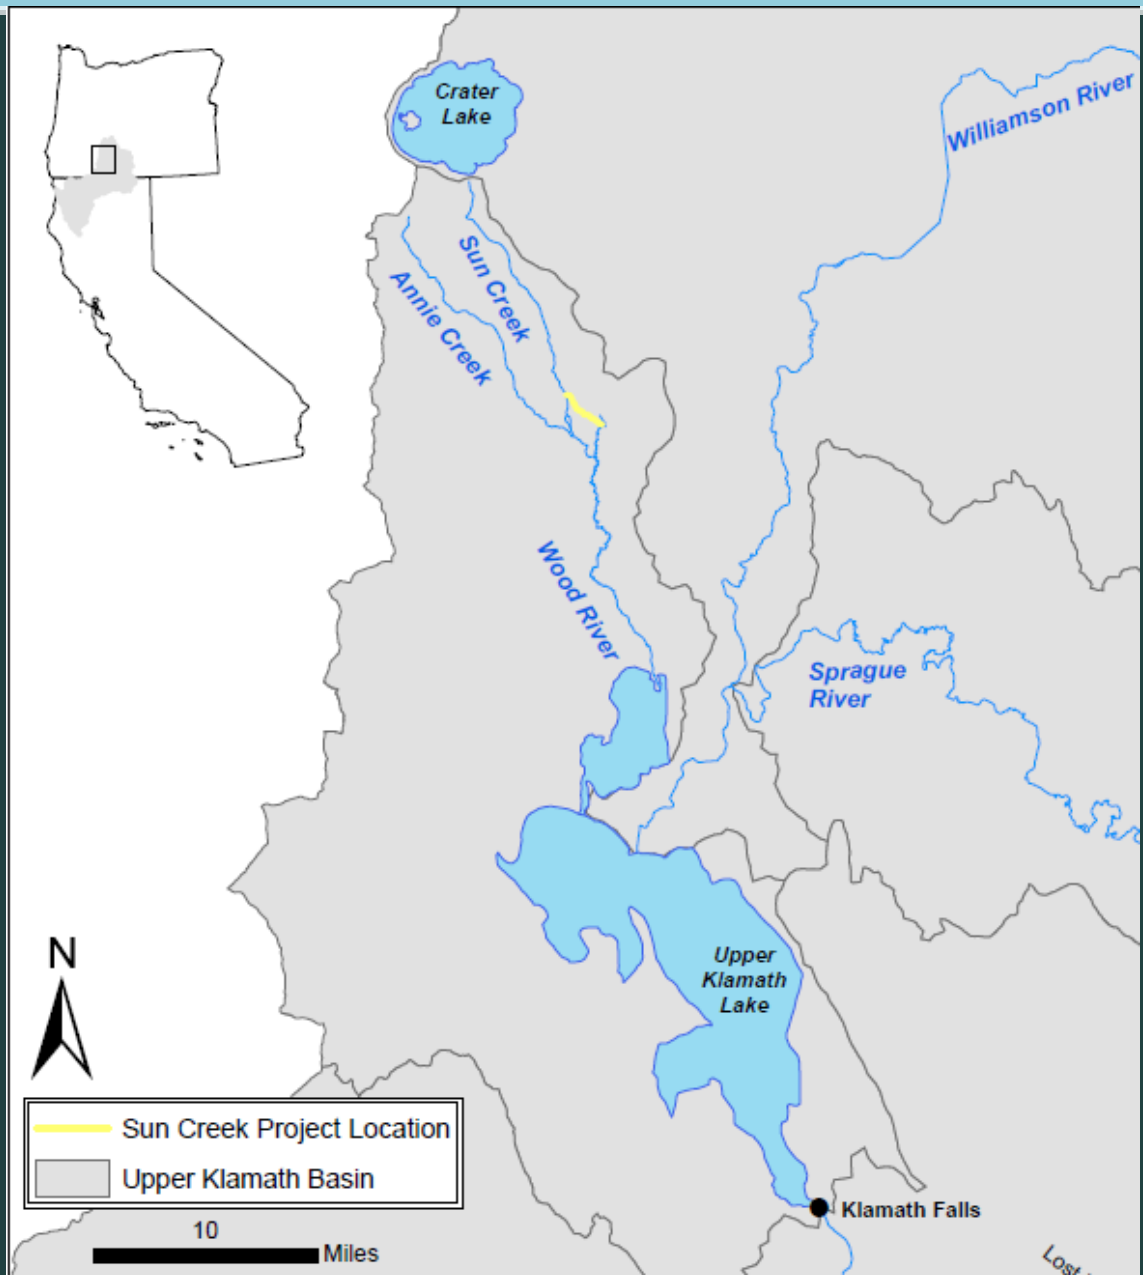 Crater
Lake
Williamson River
Sun Creek
Annie Creek
Wood River
Sprague
River
Upper
Klamath
Lake
N
Sun Creek Project Location
Upper Klamath Basin
Klamath Falls
10
Miles
Lost